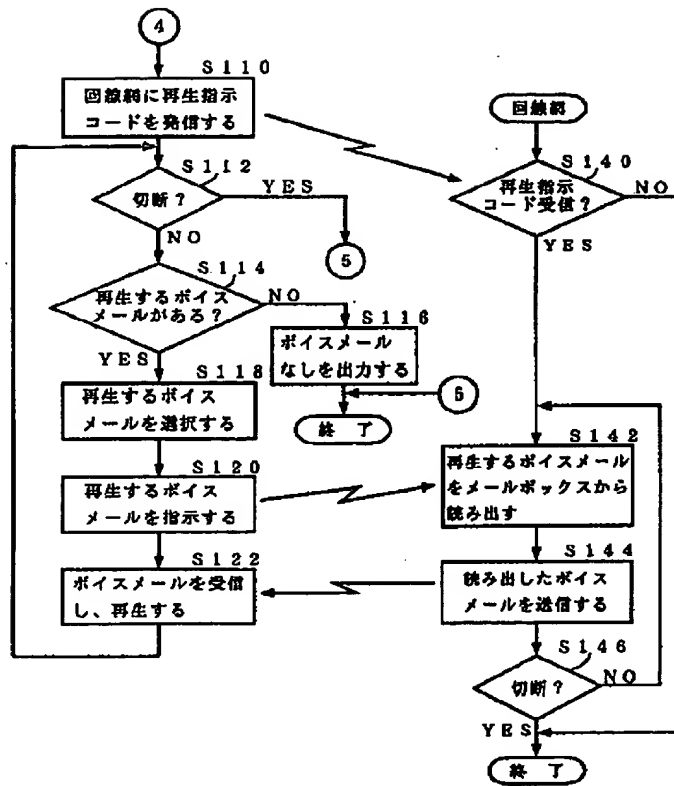 4
S110
回線網に再生指示
コードを発信する
S112
切断?
YES
5
NO
S114
再生するボイス
メールがある?
NO
S116
ボイスメール
なしを出力する
6
終 了
YES
S118
再生するボイス
メールを選択する
S120
再生するボイス
メールを指示する
S122
ボイスメールを受信
し、再生する
回線網
S140
再生指示
コード受信?
NO
YES
S142
再生するボイスメール
をメールボックスから
読み出す
S144
読み出したボイス
メールを送信する
S146
切断?
NO
YES
終 了